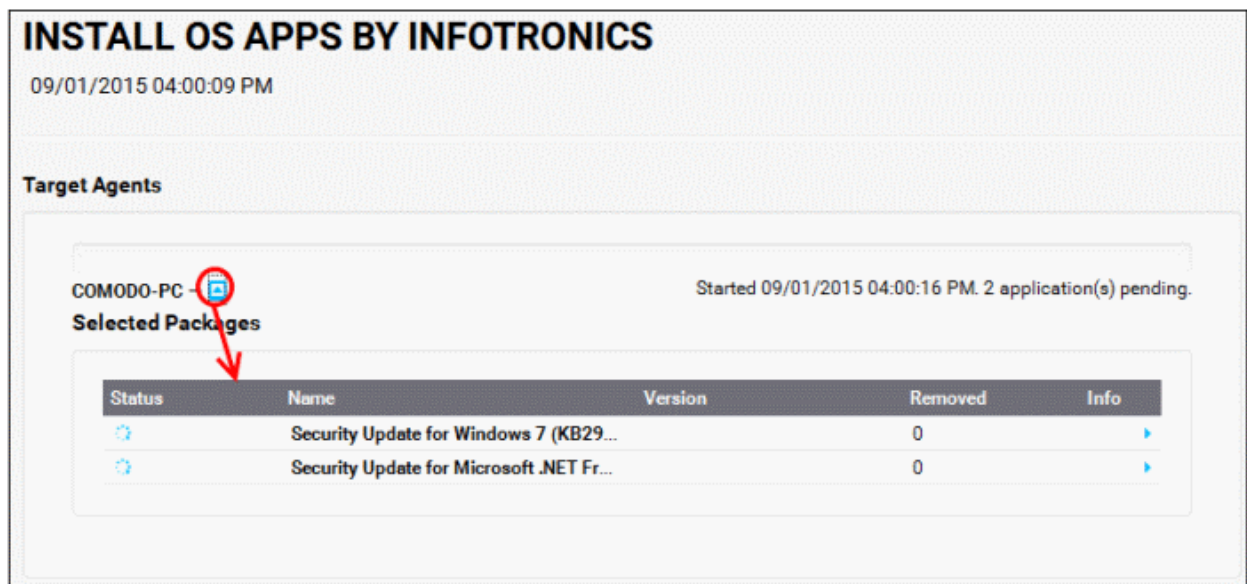 INSTALL OS APPS BY INFOTRONICS
09/01/2015 04:00:09 PM
Target Agents
COMODO-PC - Started 09/01/2015 04:00:16 PM. 2 application(s) pending.
Selected Packages
Status Name Version Removed Info
Security Update for Windows 7 (KB29... 0
Security Update for Microsoft .NET Fr... 0